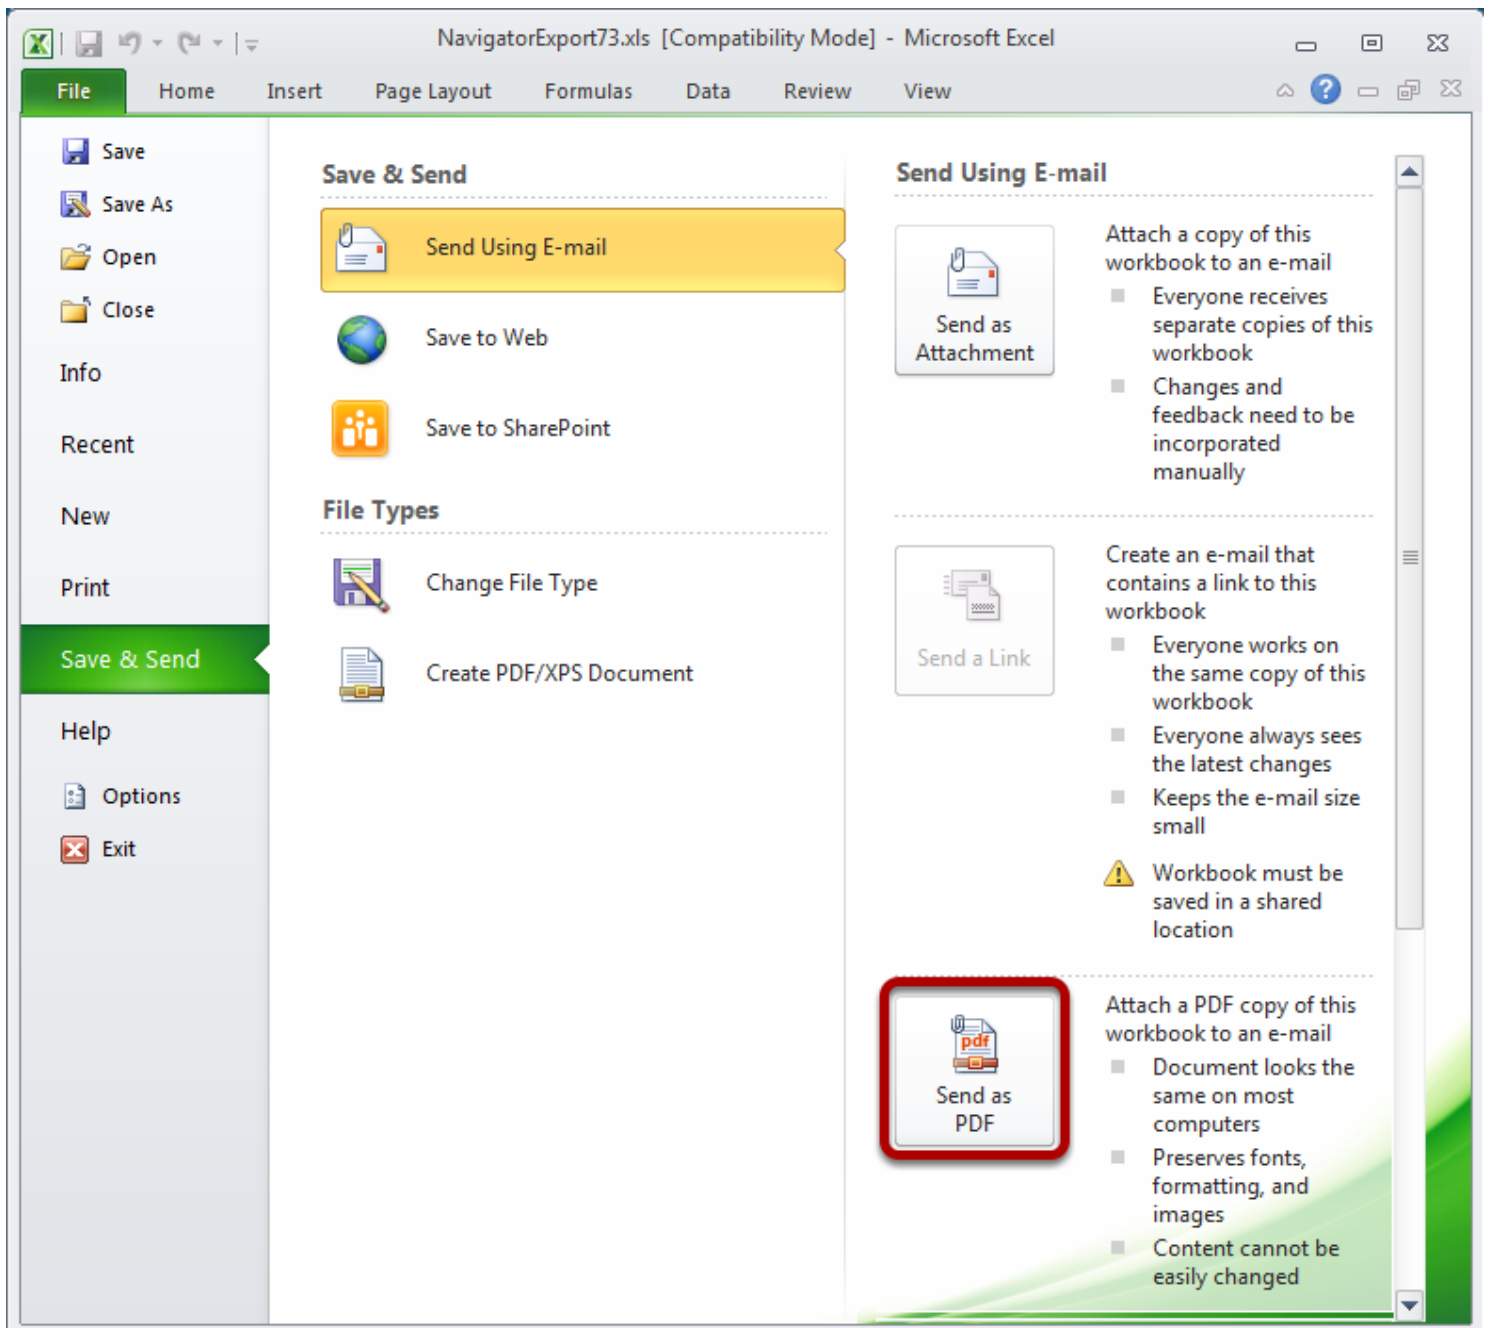 NavigatorExport73.xls [Compatibility Mode] - Microsoft Excel
File Home Insert Page Layout Formulas Data Review View
Save
Save As
Open
Close
Info
Recent
New
Print
Save & Send
Help
Options
Exit
Save & Send
Send Using E-mail
Save to Web
Save to SharePoint
File Types
Change File Type
Create PDF/XPS Document
Send Using E-mail
Send as
Attachment
Attach a copy of this
workbook to an e-mail
Everyone receives
separate copies of this
workbook
Changes and
feedback need to be
incorporated
manually
Send a Link
Create an e-mail that
contains a link to this
workbook
Everyone works on
the same copy of this
workbook
Everyone always sees
the latest changes
Keeps the e-mail size
small
Workbook must be
saved in a shared
location
pdf
Send as
PDF
Attach a PDF copy of this
workbook to an e-mail
Document looks the
same on most
computers
Preserves fonts,
formatting, and
images
Content cannot be
easily changed